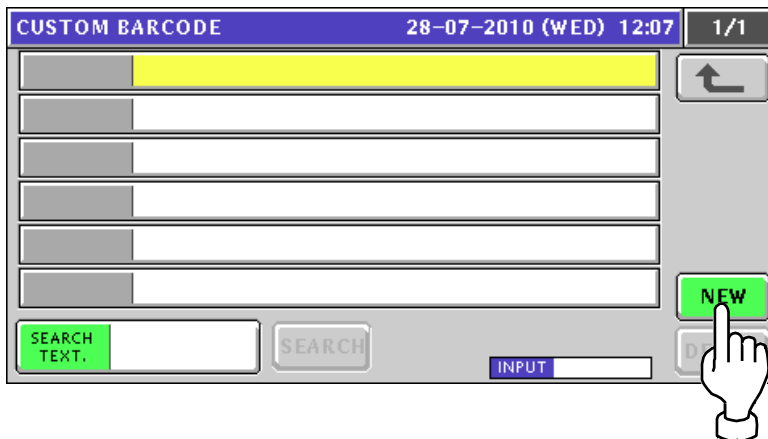 CUSTOM BARCODE 28-07-2010 (WED) 12:07 1/1
NEW
SEARCH
TEXT.
SEARCH
INPUT